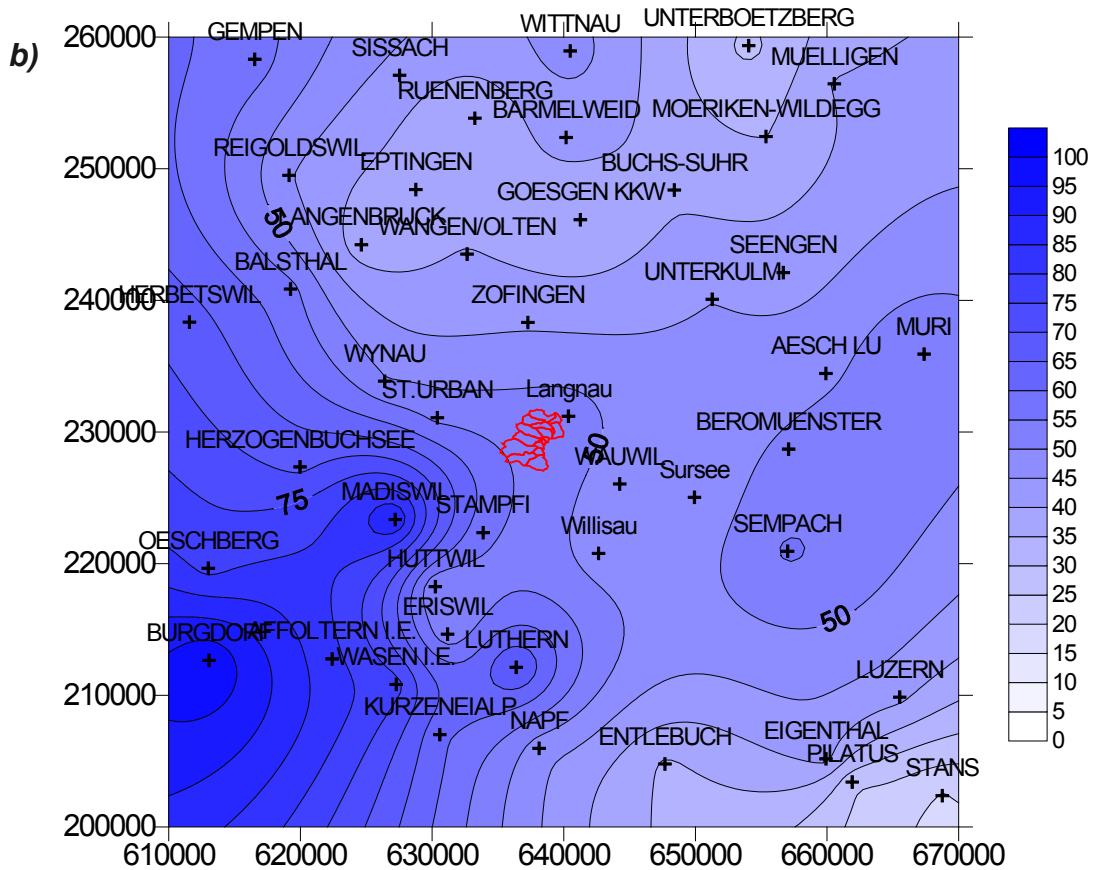 b)
260000
250000
240000
230000
220000
210000
200000
610000 620000 630000 640000 650000 660000 670000
UNTERBOETZBERG
WITTNAU
GEMPEN
SISSACH
MUELLIGEN
RUENENBERG
BARMELWEID
MOERIKEN-WILDEGG
REIGOLDSWIL
EPTINGEN
BUCHS-SUHR
GOESGEN KKW
50
LANGENBRUCK
WANGEN/OLTEN
SEENGEN
BALSTHAL
UNTERKULM
HERBETSWIL
ZOFINGEN
MURI
WYNAU
AESCH LU
ST.URBAN
Langnau
BEROMUENSTER
HERZOGENBUCHSEE
50
WAUWIL
Sursee
75
MADISWIL
STAMPFI
Willisau
SEMPACH
OESCHBERG
HUTTWIL
ERISWIL
50
BURGDORF
AFFOLTERN I.E.
LUTHERN
WASEN I.E.
LUZERN
KURZENEIALP
NAPF
ENTLEBUCH
EIGENTHAL
PILATUS
STANS
100
95
90
85
80
75
70
65
60
55
50
45
40
35
30
25
20
15
10
5
0